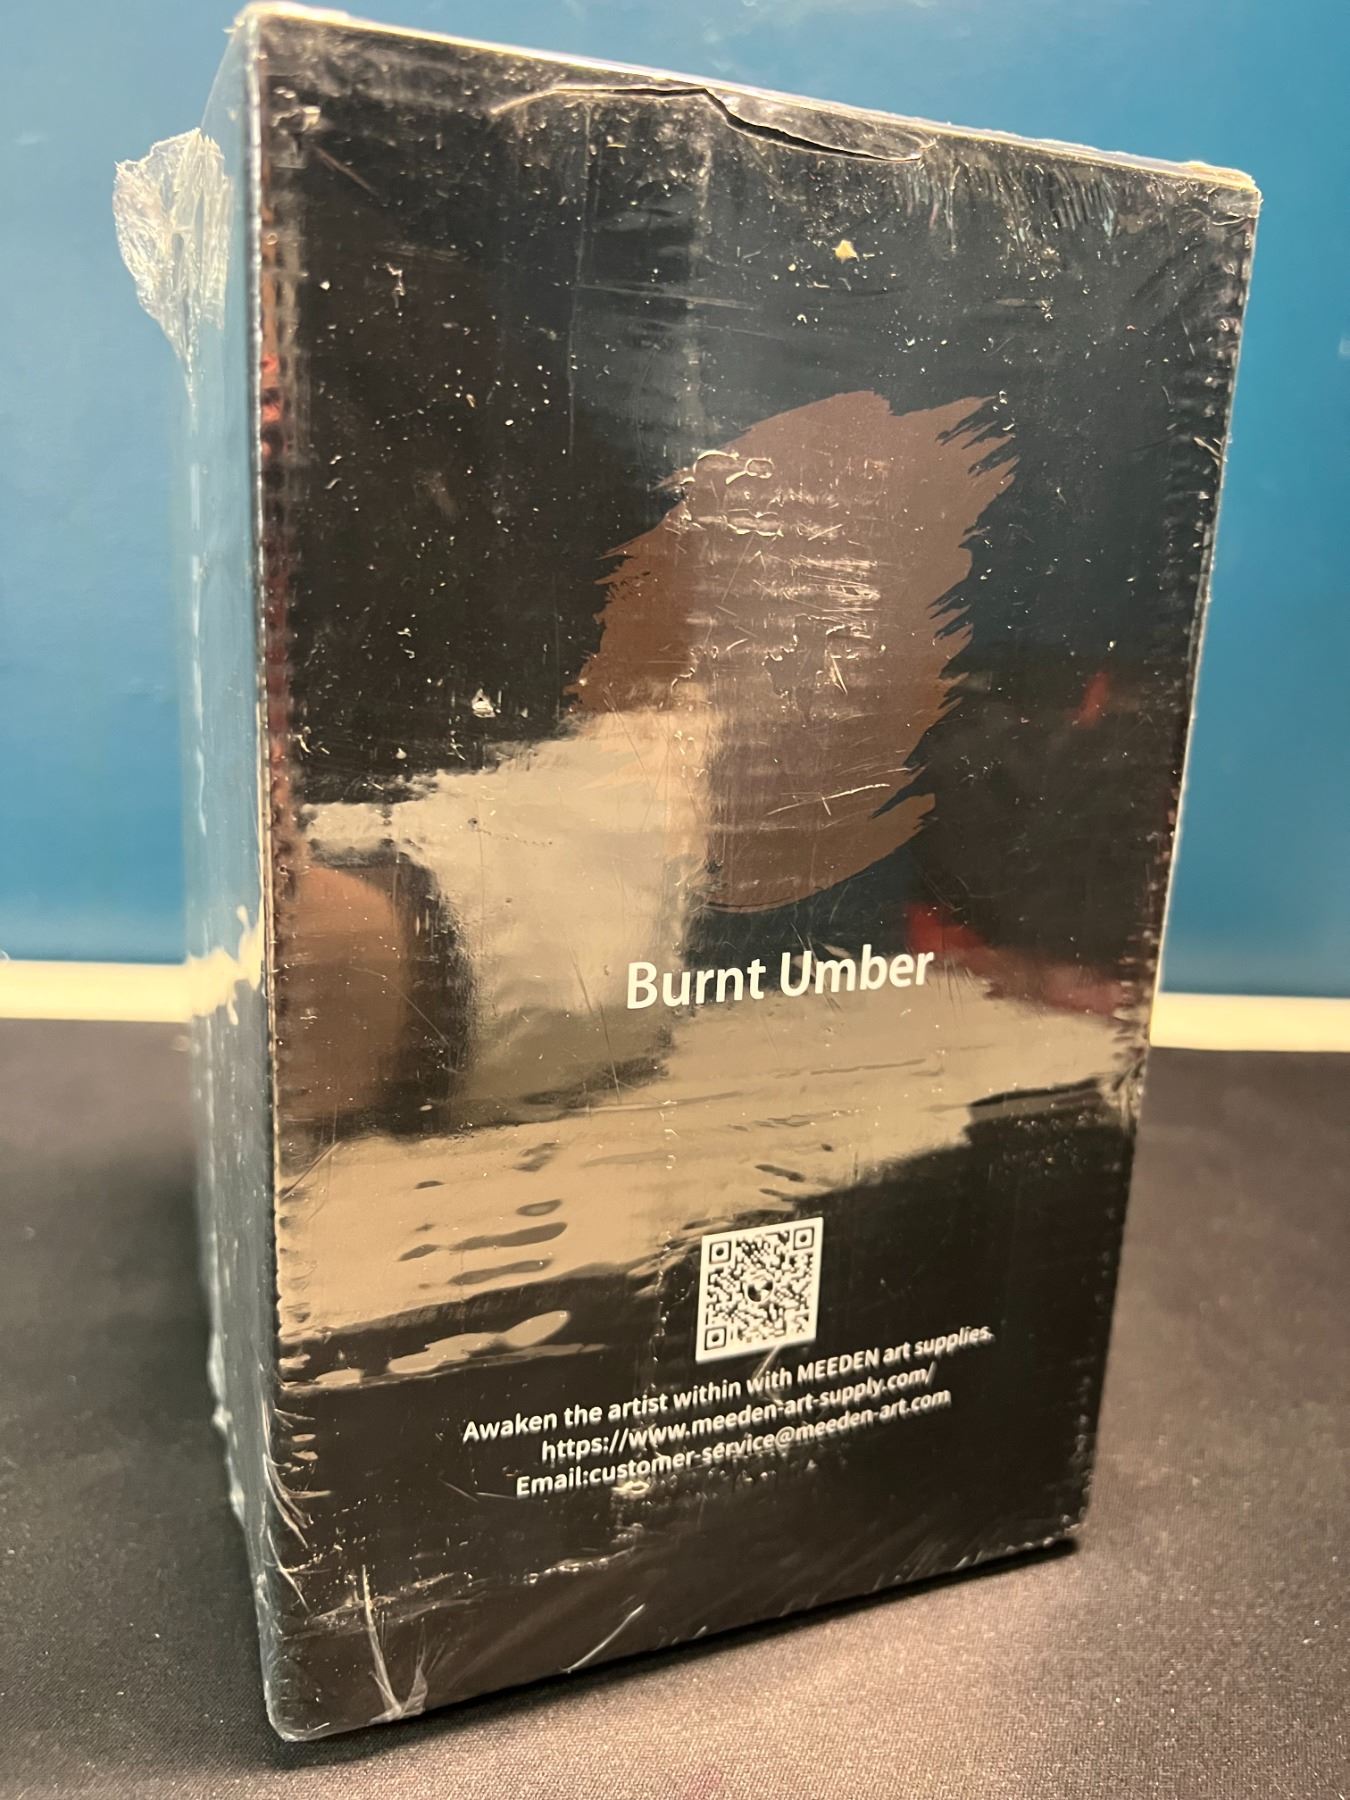 Burnt Umber
Awaken the artist within with MEEDEN art supplies.
https://www.meeden-art-supply.com/
Email:customer-service@meeden-art.com